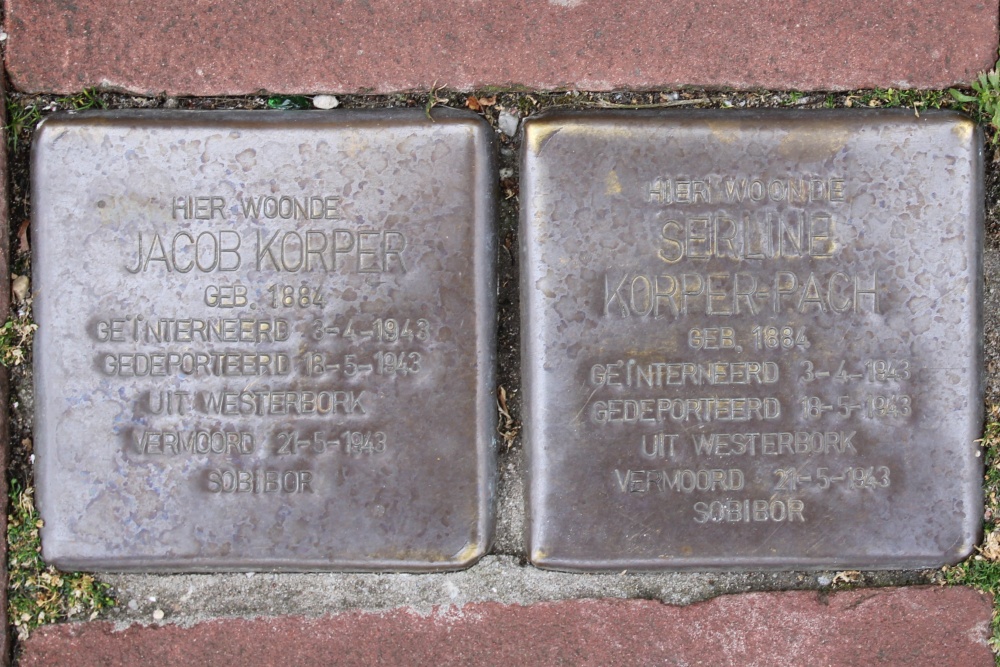 HIER WOONDE
JACOB KORPER
GEB. 1884
GEÏNTERNEERD 3-4-1943
GEDEPORTEERD 18-5-1943
UIT WESTERBORK
VERMOORD 21-5-1943
SOBIBOR
HIER WOONDE
SERLINE
KORPER-PACH
GEB. 1884
GEÏNTERNEERD 3-4-1943
GEDEPORTEERD 18-5-1943
UIT WESTERBORK
VERMOORD 21-5-1943
SOBIBOR